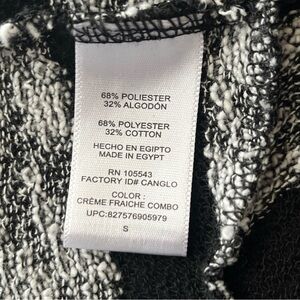 68% POLIESTER
32% ALGODÓN
68% POLYESTER
32% COTTON
HECHO EN EGIPTO
MADE IN EGYPT
RN 105543
FACTORY ID# CANGLO
COLOR :
CRÈME FRAICHE COMBO
UPC:827576905979
S